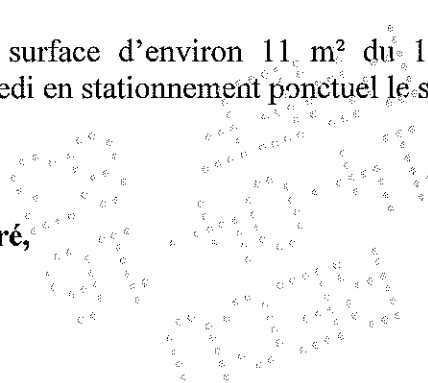 surface d'environ 11 m² du 1
edi en stationnement ponctuel le s
ré,